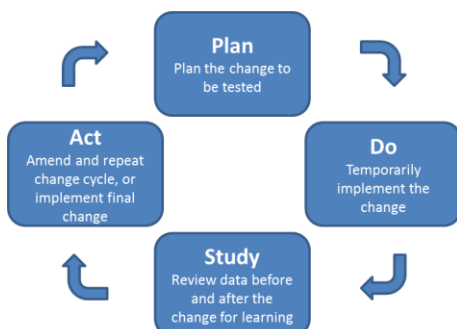 Plan
Plan the change to
be tested
Do
Temporarily
implement the
change
Study
Review data before
and after the
change for learning
Act
Amend and repeat
change cycle, or
implement final
change